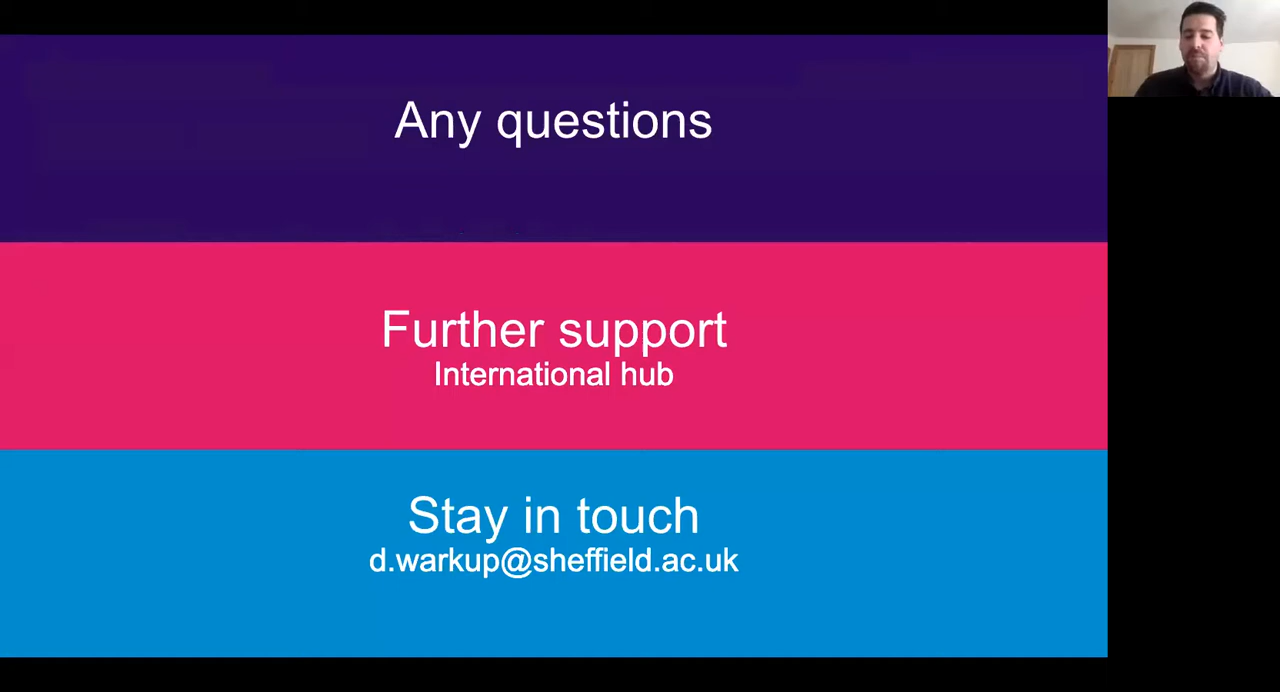 Any questions
Further support
International hub
Stay in touch
d.warkup@sheffield.ac.uk